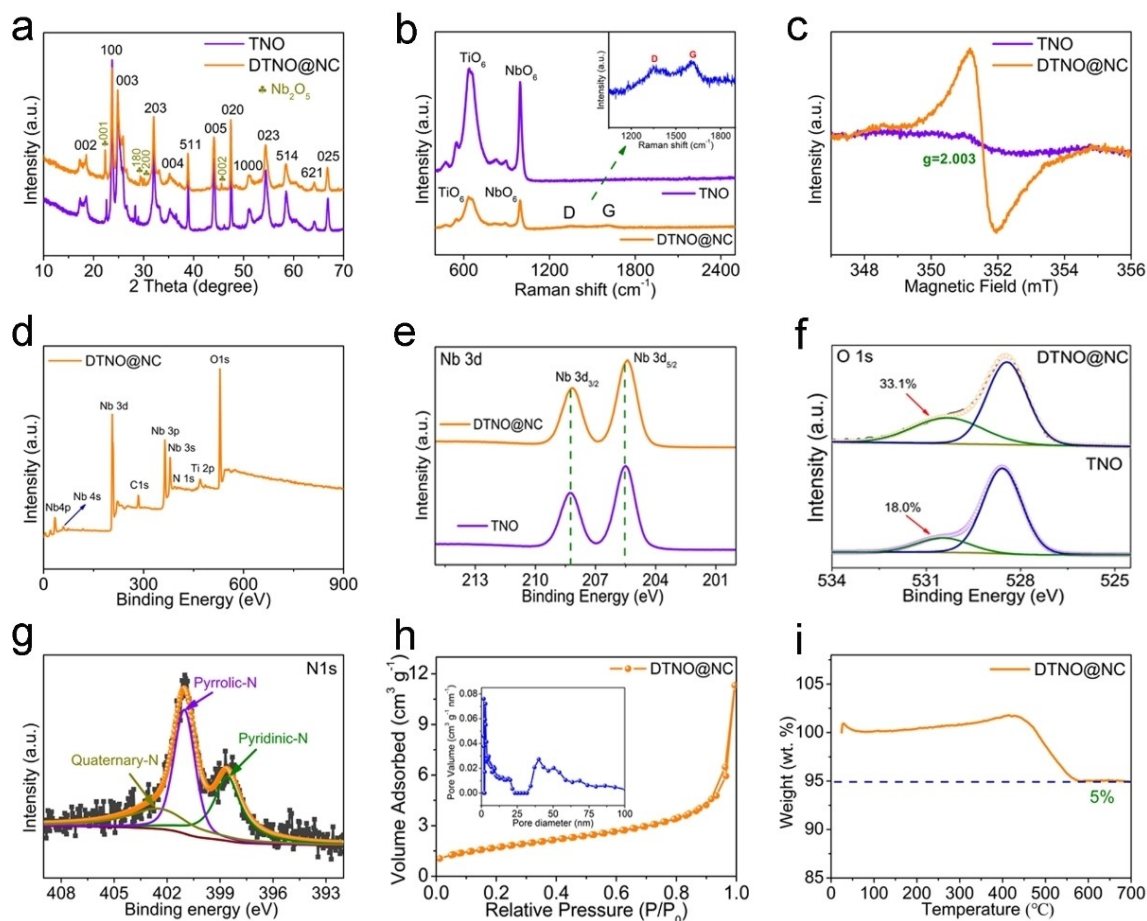 a
TNO
DTNO@NC
♣ Nb₂O₅
100
003
002
♣001
♣180
♣200
203
004
511
005
♣002
020
1000
023
514
621
025
Intensity (a.u.)
10 20 30 40 50 60 70
2 Theta (degree)
b
TiO₆
NbO₆
TiO₆
NbO₆
D
G
TNO
DTNO@NC
Intensity (a.u.)
D
G
1200 1500 1800
Raman shift (cm⁻¹)
Intensity (a.u.)
600 1200 1800 2400
Raman shift (cm⁻¹)
c
TNO
DTNO@NC
g=2.003
Intensity (a.u.)
348 350 352 354 356
Magnetic Field (mT)
d
DTNO@NC
O1s
Nb 3d
Nb 3p
Nb 3s
N 1s
Ti 2p
C1s
Nb 4s
Nb4p
Intensity (a.u.)
0 300 600 900
Binding Energy (eV)
e
Nb 3d
Nb 3d₃/₂
Nb 3d₅/₂
DTNO@NC
TNO
Intensity (a.u.)
213 210 207 204 201
Binding Energy (eV)
f
O 1s
DTNO@NC
33.1%
TNO
18.0%
Intensity (a.u.)
534 531 528 525
Binding Energy (eV)
g
N1s
Pyrrolic-N
Quaternary-N
Pyridinic-N
Intensity (a.u.)
408 405 402 399 396 393
Binding energy (eV)
h
DTNO@NC
Pore Valume (cm³ g⁻¹ nm⁻¹)
0.08
0.06
0.04
0.02
0.00
0 25 50 75 100
Pore diameter (nm)
Volume Adsorbed (cm³ g⁻¹)
12
9
6
3
0
0.0 0.2 0.4 0.6 0.8 1.0
Relative Pressure (P/P₀)
i
DTNO@NC
5%
Weight (wt. %)
110
105
100
95
90
85
0 100 200 300 400 500 600 700
Temperature (℃)